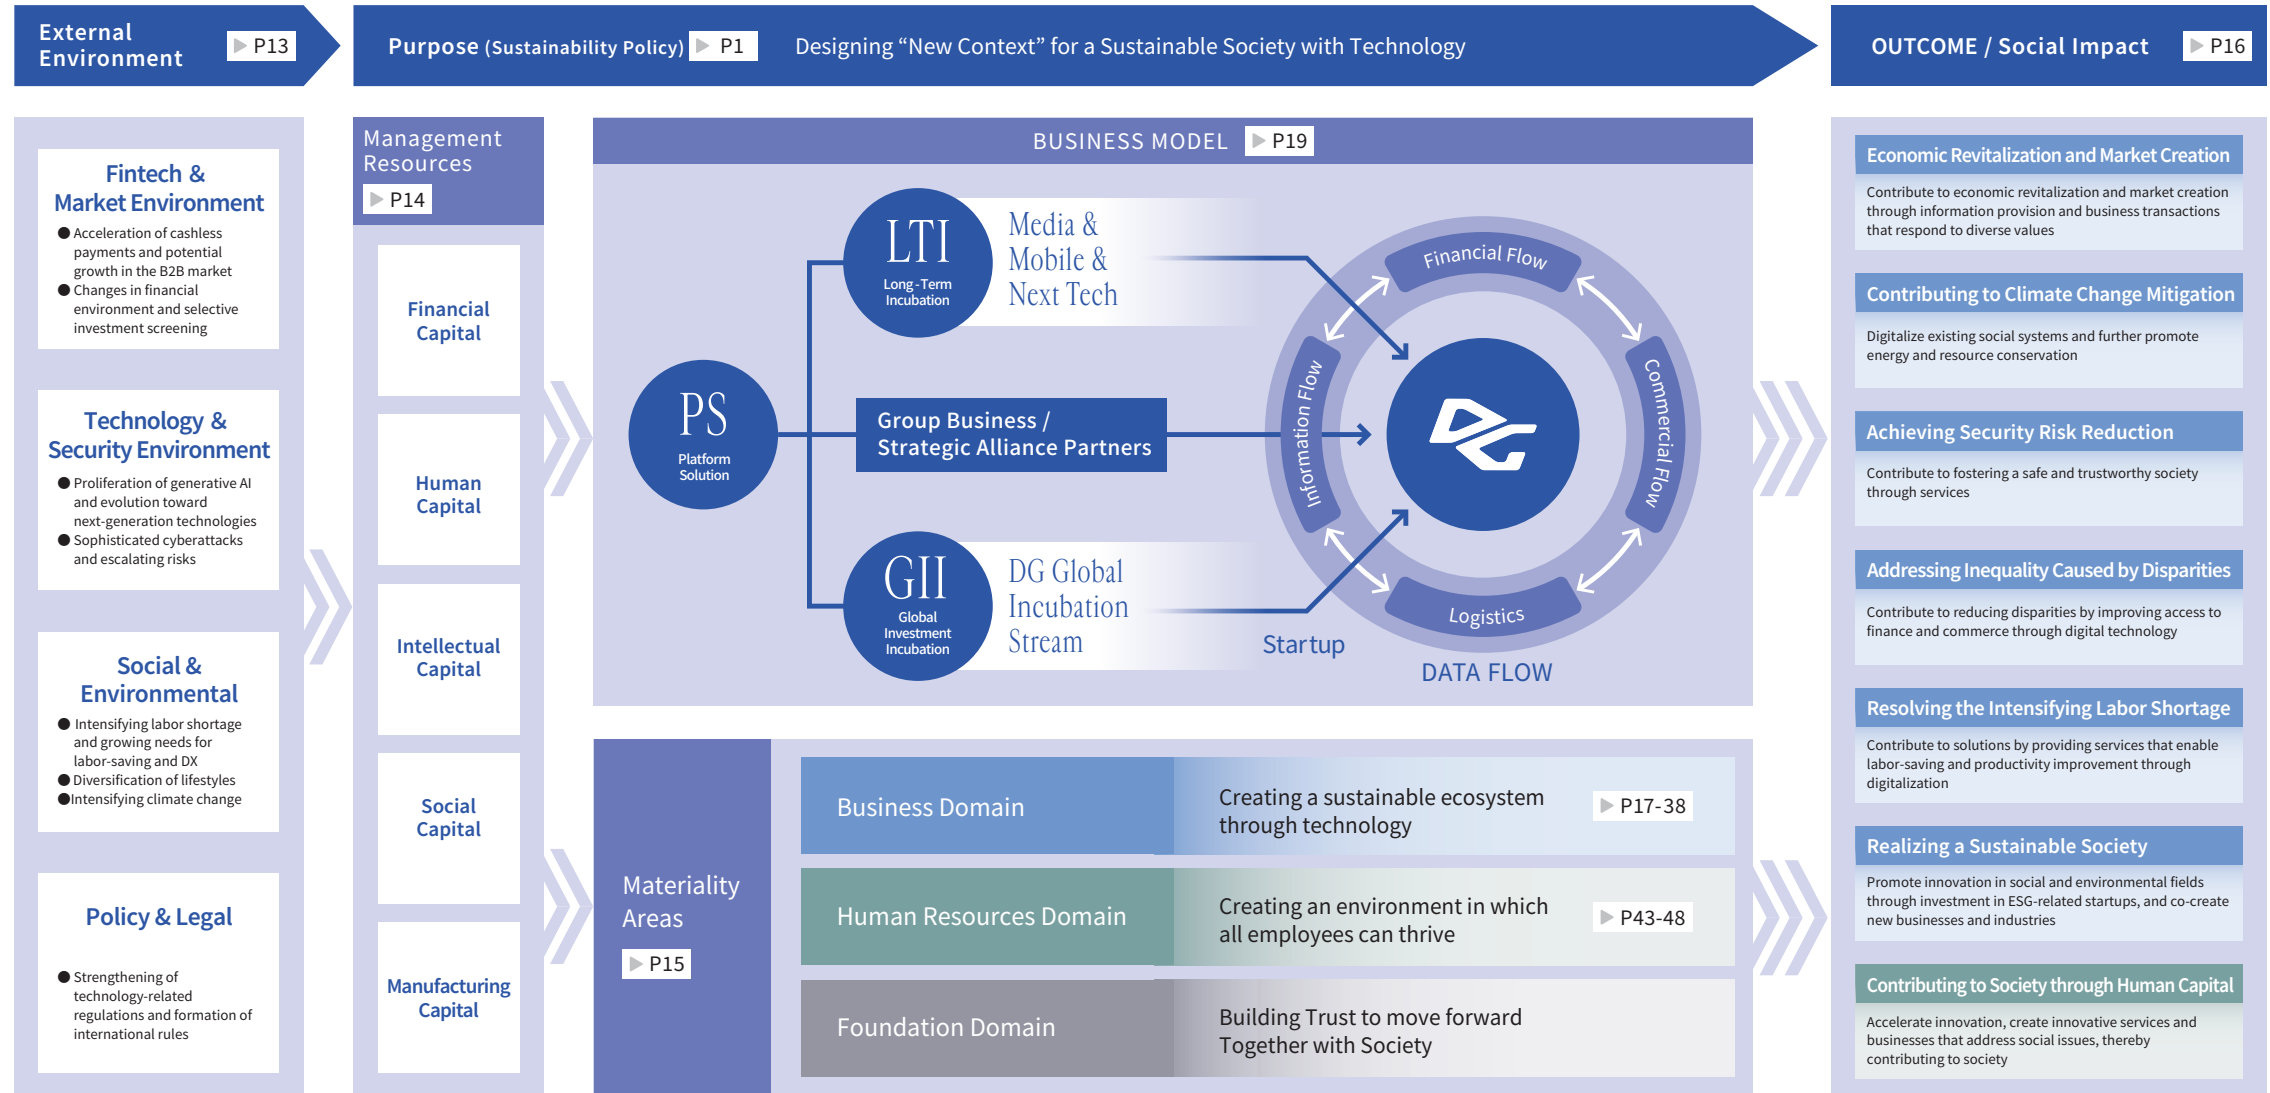 External
Environment
▶ P13
Purpose (Sustainability Policy) ▶ P1
Designing “New Context” for a Sustainable Society with Technology
OUTCOME / Social Impact
▶ P16
Fintech &
Market Environment
● Acceleration of cashless
payments and potential
growth in the B2B market
● Changes in financial
environment and selective
investment screening
Technology &
Security Environment
● Proliferation of generative AI
and evolution toward
next-generation technologies
● Sophisticated cyberattacks
and escalating risks
Social &
Environmental
● Intensifying labor shortage
and growing needs for
labor-saving and DX
● Diversification of lifestyles
●Intensifying climate change
Policy & Legal
● Strengthening of
technology-related
regulations and formation of
international rules
Management
Resources
▶ P14
Financial
Capital
Human
Capital
Intellectual
Capital
Social
Capital
Manufacturing
Capital
BUSINESS MODEL ▶ P19
PS
Platform
Solution
LTI
Long-Term
Incubation
Media &
Mobile &
Next Tech
Group Business /
Strategic Alliance Partners
GII
Global
Investment
Incubation
DG Global
Incubation
Stream
Startup
Financial Flow
Information Flow
Commercial Flow
Logistics
DG
DATA FLOW
Materiality
Areas
▶ P15
Business Domain
Creating a sustainable ecosystem
through technology
▶ P17-38
Human Resources Domain
Creating an environment in which
all employees can thrive
▶ P43-48
Foundation Domain
Building Trust to move forward
Together with Society
Economic Revitalization and Market Creation
Contribute to economic revitalization and market creation
through information provision and business transactions
that respond to diverse values
Contributing to Climate Change Mitigation
Digitalize existing social systems and further promote
energy and resource conservation
Achieving Security Risk Reduction
Contribute to fostering a safe and trustworthy society
through services
Addressing Inequality Caused by Disparities
Contribute to reducing disparities by improving access to
finance and commerce through digital technology
Resolving the Intensifying Labor Shortage
Contribute to solutions by providing services that enable
labor-saving and productivity improvement through
digitalization
Realizing a Sustainable Society
Promote innovation in social and environmental fields
through investment in ESG-related startups, and co-create
new businesses and industries
Contributing to Society through Human Capital
Accelerate innovation, create innovative services and
businesses that address social issues, thereby
contributing to society